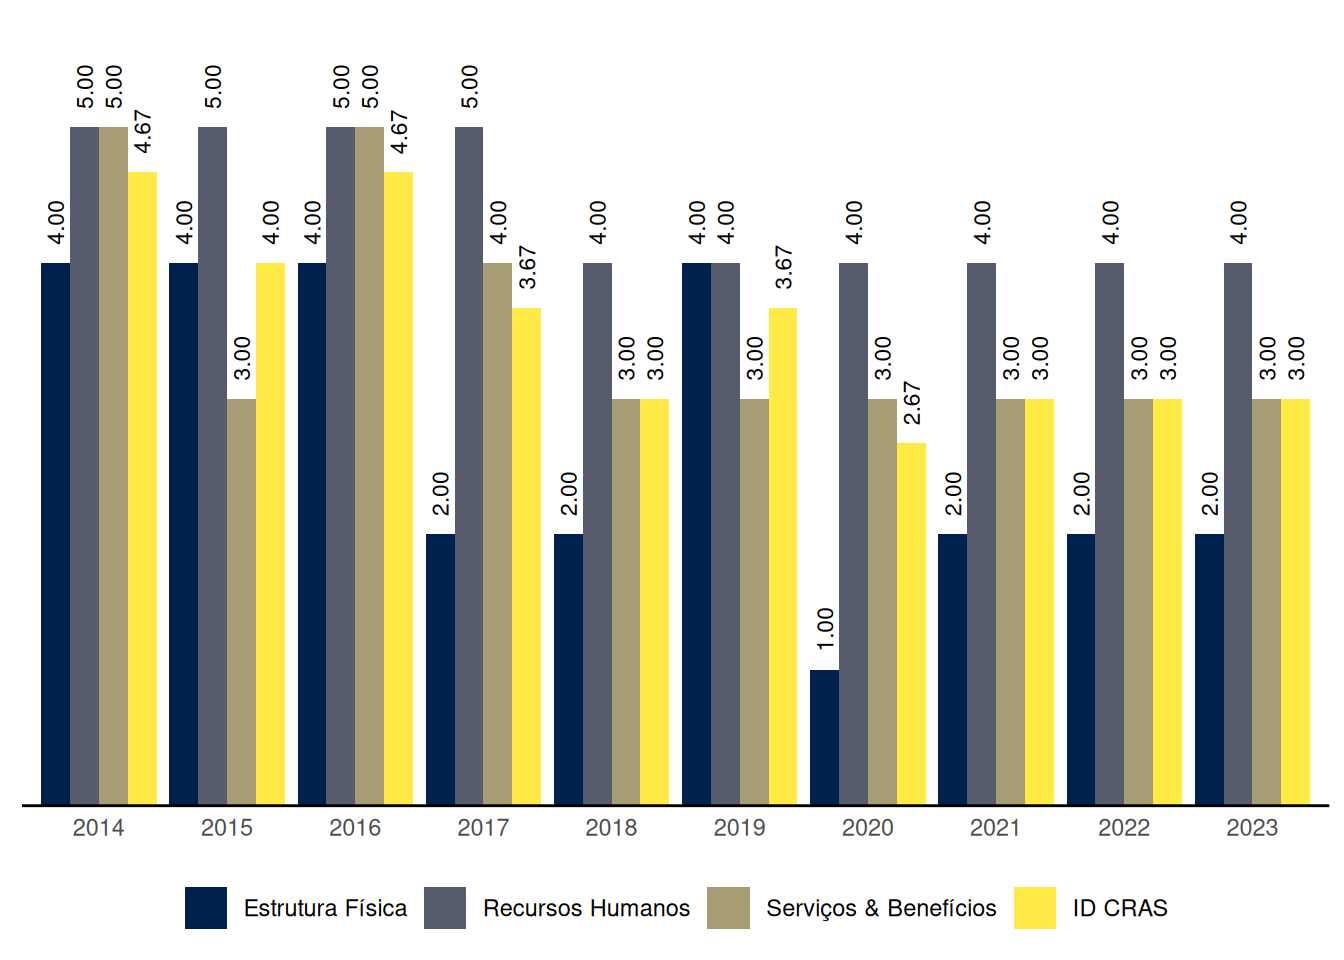 5.00 5.00 5.00 5.00 5.00 5.00
4.67 4.67
4.00 4.00 4.00 4.00 4.00 4.00 4.00 4.00 4.00 4.00 4.00 4.00
3.67 3.67
3.00 3.00 3.00 3.00 3.00 3.00 3.00 3.00 3.00 3.00 3.00
2.67
2.00 2.00 2.00 2.00 2.00
1.00
2014 2015 2016 2017 2018 2019 2020 2021 2022 2023
Estrutura Física Recursos Humanos Serviços & Benefícios ID CRAS